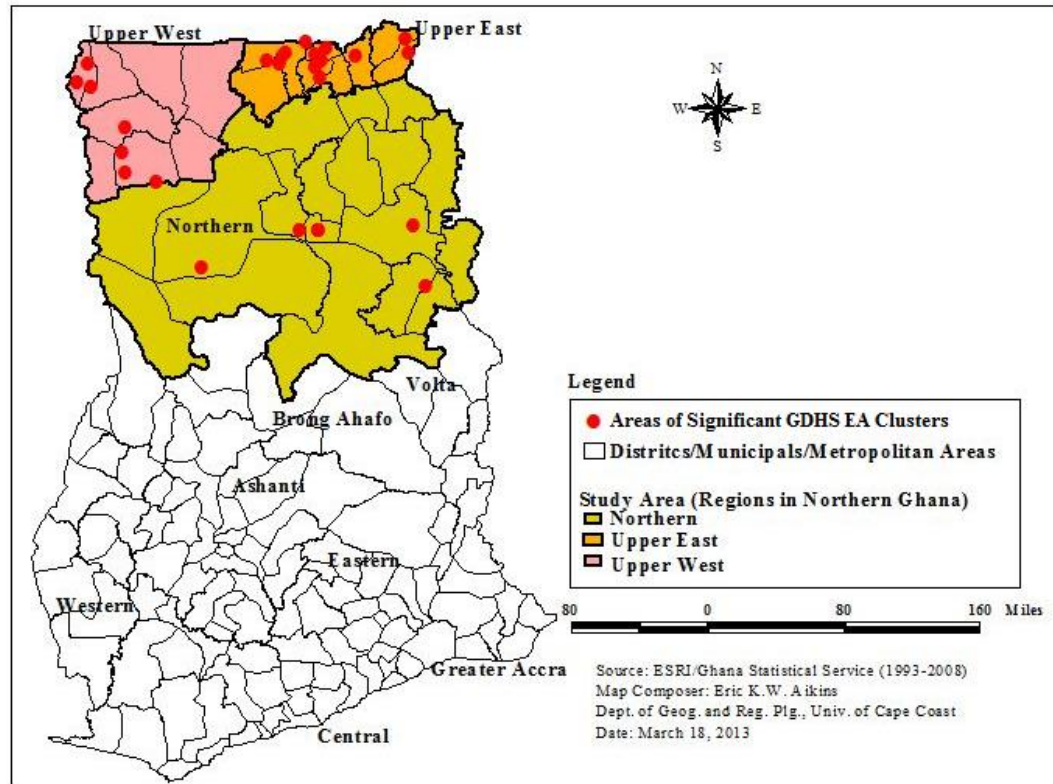 Upper West
Upper East
N
W
E
S
Northern
Volta
Brong Ahafo
Ashanti
Eastern
Western
Greater Accra
Central
Legend
Areas of Significant GDHS EA Clusters
Distritcs/Municipals/Metropolitan Areas
Study Area (Regions in Northern Ghana)
Northern
Upper East
Upper West
80 0 80 160 Miles
Source: ESRI/Ghana Statistical Service (1993-2008)
Map Composer: Eric K.W. Aikins
Dept. of Geog. and Reg. Plg., Univ. of Cape Coast
Date: March 18, 2013